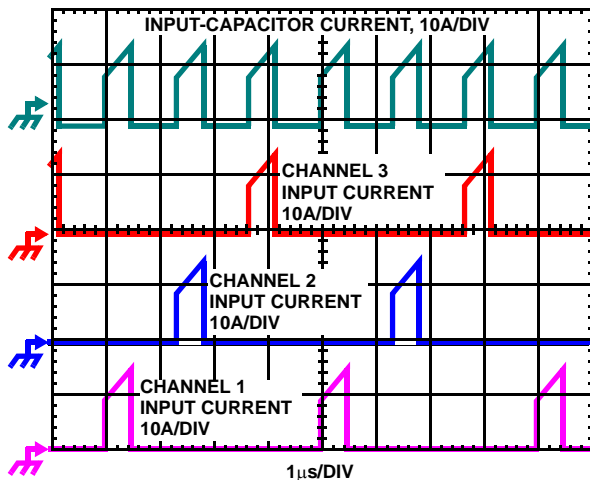 INPUT-CAPACITOR CURRENT, 10A/DIV
CHANNEL 3
INPUT CURRENT
10A/DIV
CHANNEL 2
INPUT CURRENT
10A/DIV
CHANNEL 1
INPUT CURRENT
10A/DIV
1μs/DIV